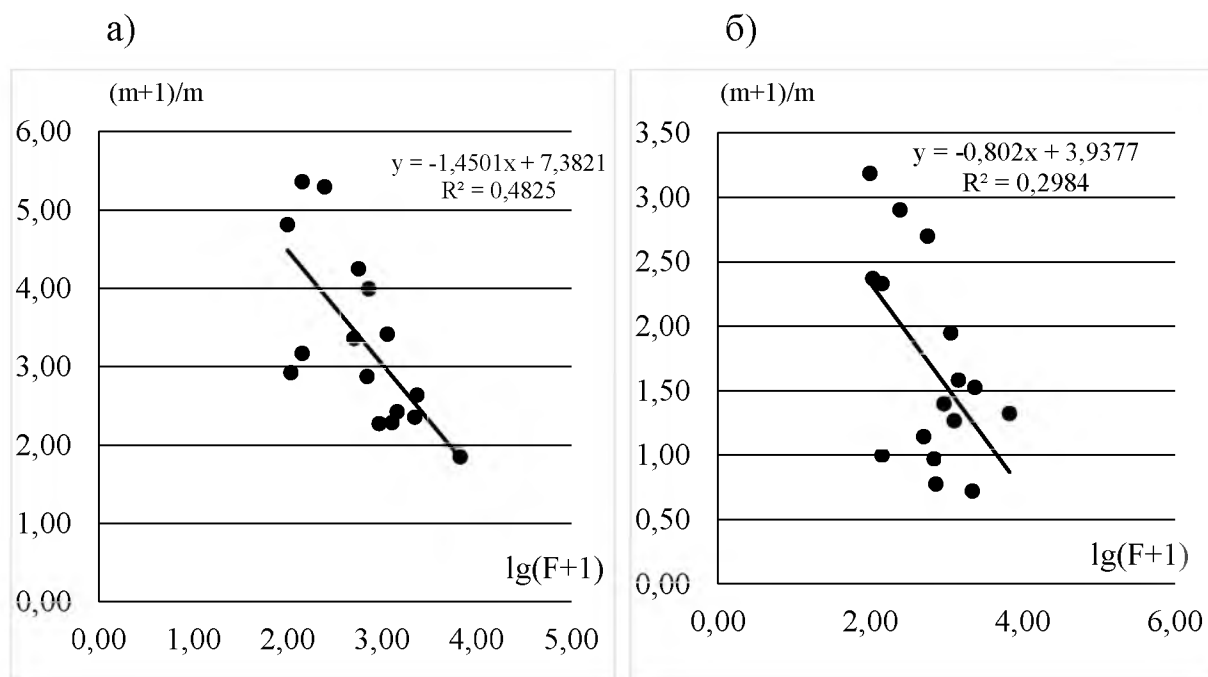 а)
(m+1)/m
6,00
y = -1,4501x + 7,3821
R² = 0,4825
5,00
4,00
3,00
2,00
1,00
lg(F+1)
0,00
0,00 1,00 2,00 3,00 4,00 5,00
б)
(m+1)/m
3,50
y = -0,802x + 3,9377
R² = 0,2984
3,00
2,50
2,00
1,50
1,00
0,50
lg(F+1)
0,00
0,00 2,00 4,00 6,00